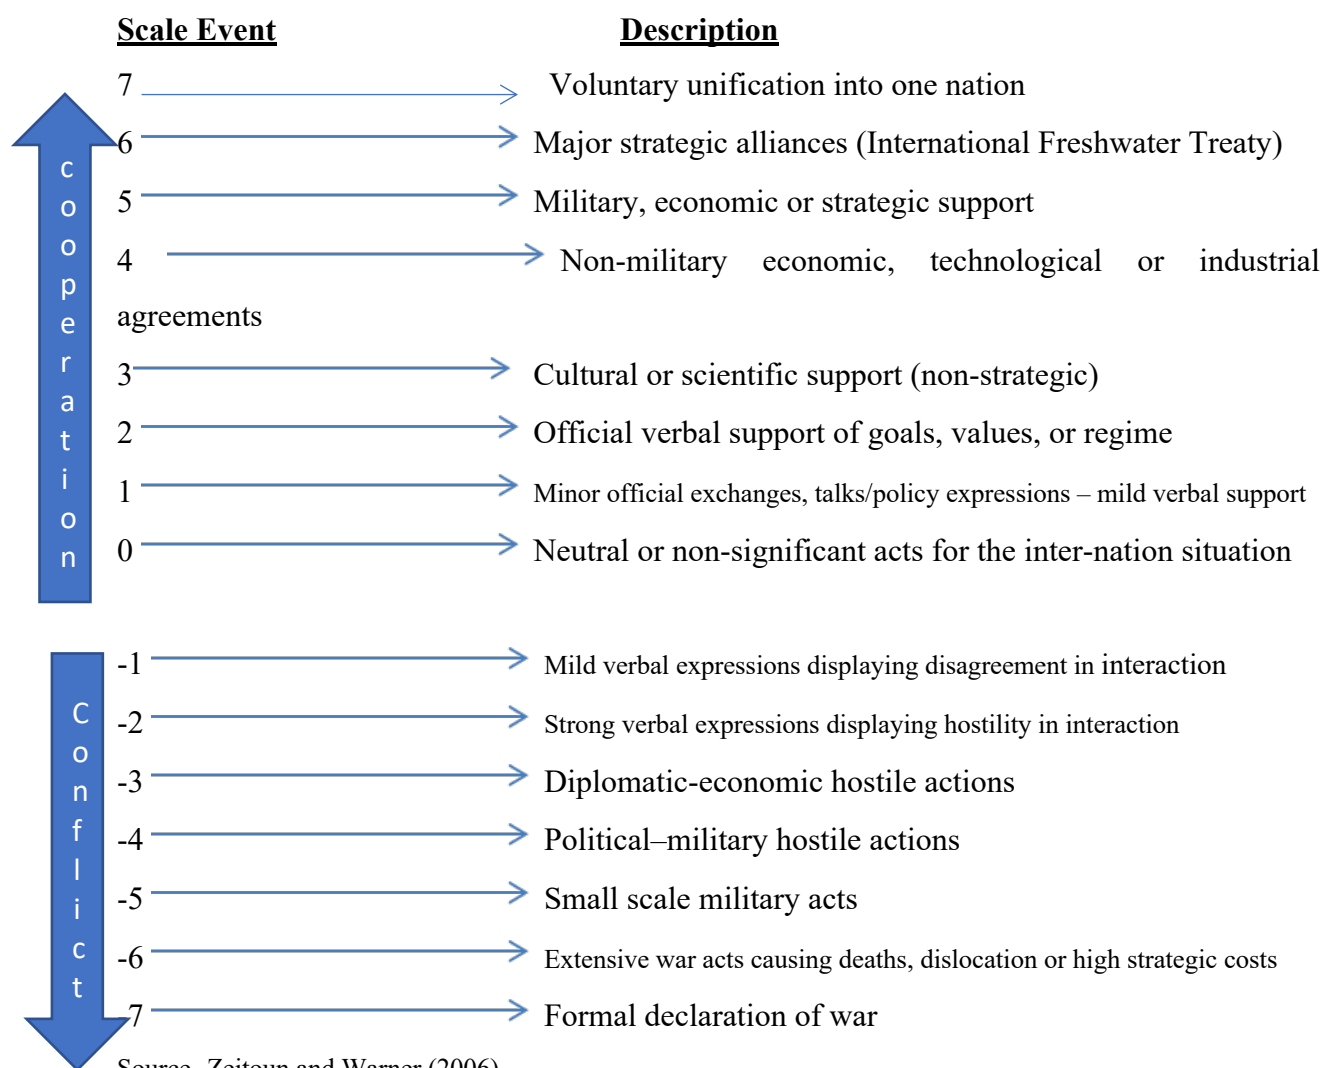 Scale Event Description
7 Voluntary unification into one nation
6 Major strategic alliances (International Freshwater Treaty)
5 Military, economic or strategic support
4 Non-military economic, technological or industrial
agreements
3 Cultural or scientific support (non-strategic)
2 Official verbal support of goals, values, or regime
1 Minor official exchanges, talks/policy expressions – mild verbal support
0 Neutral or non-significant acts for the inter-nation situation
cooperation
-1 Mild verbal expressions displaying disagreement in interaction
-2 Strong verbal expressions displaying hostility in interaction
-3 Diplomatic-economic hostile actions
-4 Political–military hostile actions
-5 Small scale military acts
-6 Extensive war acts causing deaths, dislocation or high strategic costs
-7 Formal declaration of war
Conflict
Source- Zeitoun and Warner (2006)